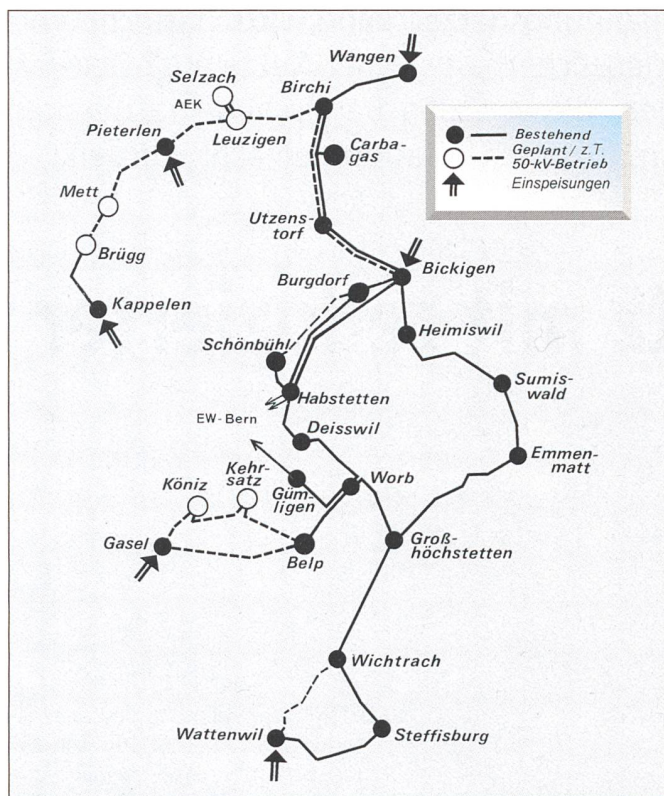 Wangen
Selzach
Birchi
AEK
Pieterlen
Leuzigen
Carba-
gas
Bestehend
Geplant / z.T.
50-kV-Betrieb
Einspeisungen
Mett
Utzens-
torf
Brügg
Bickigen
Burgdorf
Kappelen
Heimiswil
Schönbühl
Sumis-
wald
Habstetten
EW-Bern
Deisswil
Emmen-
matt
Kehr-
satz
Worb
Köniz
Güm-
ligen
Gasel
Belp
Groß-
höchstetten
Wichtrach
Wattenwil
Steffisburg